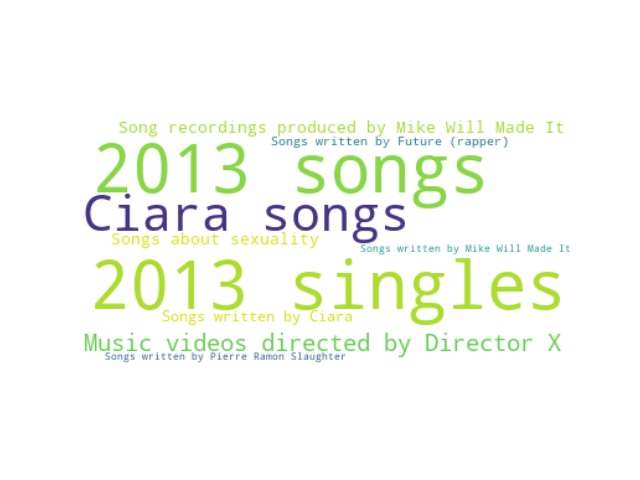 Song recordings produced by Mike Will Made It
Songs written by Future (rapper)
2013 songs
Ciara songs
Songs about sexuality
Songs written by Mike Will Made It
2013 singles
Songs written by Ciara
Music videos directed by Director X
Songs written by Pierre Ramon Slaughter